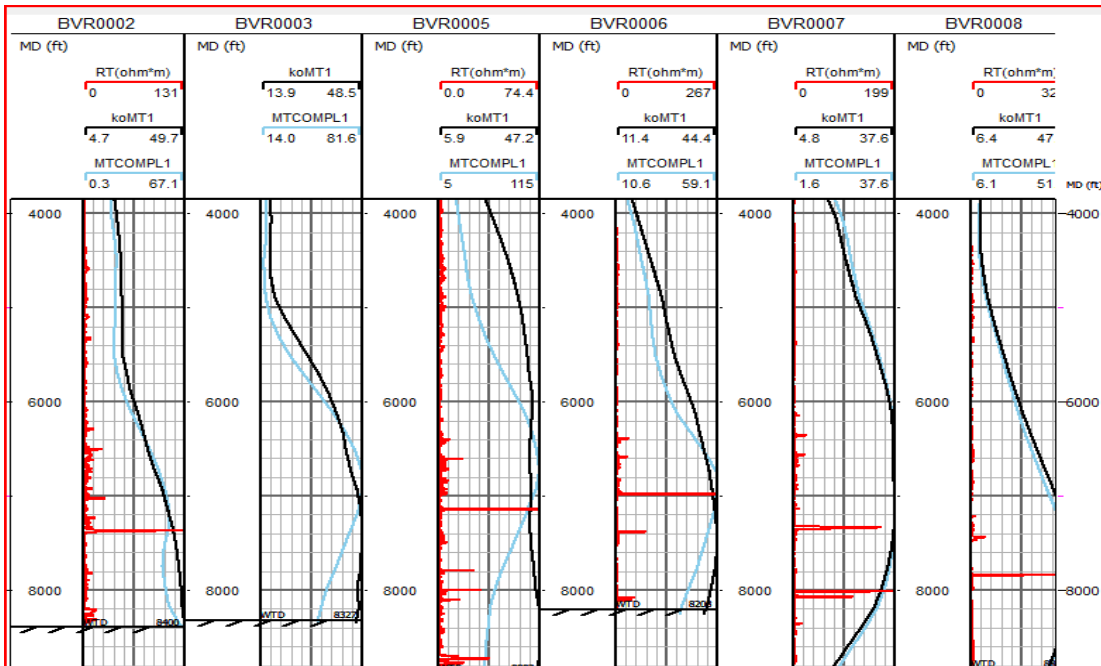 BVR0002 BVR0003 BVR0005 BVR0006 BVR0007 BVR0008
MD (ft) MD (ft) MD (ft) MD (ft) MD (ft) MD (ft)
RT(ohm*m) koMT1 RT(ohm*m) RT(ohm*m) RT(ohm*m) RT(ohm*m)
0 131 13.9 48.5 0.0 74.4 0 267 0 199 0 32
koMT1 MTCOMPL1 koMT1 koMT1 koMT1 koMT1
4.7 49.7 14.0 81.6 5.9 47.2 11.4 44.4 4.8 37.6 6.4 47
MTCOMPL1 MTCOMPL1 MTCOMPL1 MTCOMPL1 MTCOMPL1
0.3 67.1 5 115 10.6 59.1 1.6 37.6 6.1 51 MD (ft)
4000 4000 4000 4000 4000 4000 4000
6000 6000 6000 6000 6000 6000 6000
8000 8000 8000 8000 8000 8000 8000
WTD 8400 WTD 8327 WTD
WTD